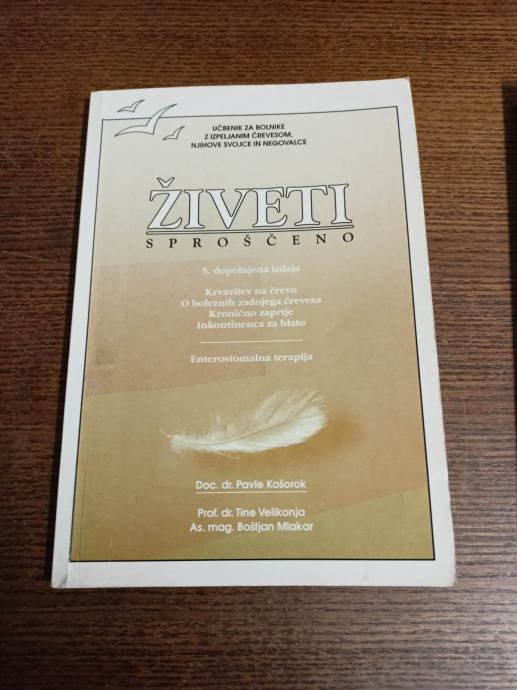 UČBENIK ZA BOLNIKE
Z IZPELJANIM ČREVESOM,
NJIHOVE SVOJCE IN NEGOVALCE
ŽIVETI
SPROŠČENO
5. dopolnjena izdaja
Krvavitev na črevo
O boleznih zadnjega črevesa
Kronično zaprtje
Inkontinenca za blato
Enterostomalna terapija
Doc. dr. Pavle Košorok
Prof. dr. Tine Velikonja
As. mag. Boštjan Mlakar